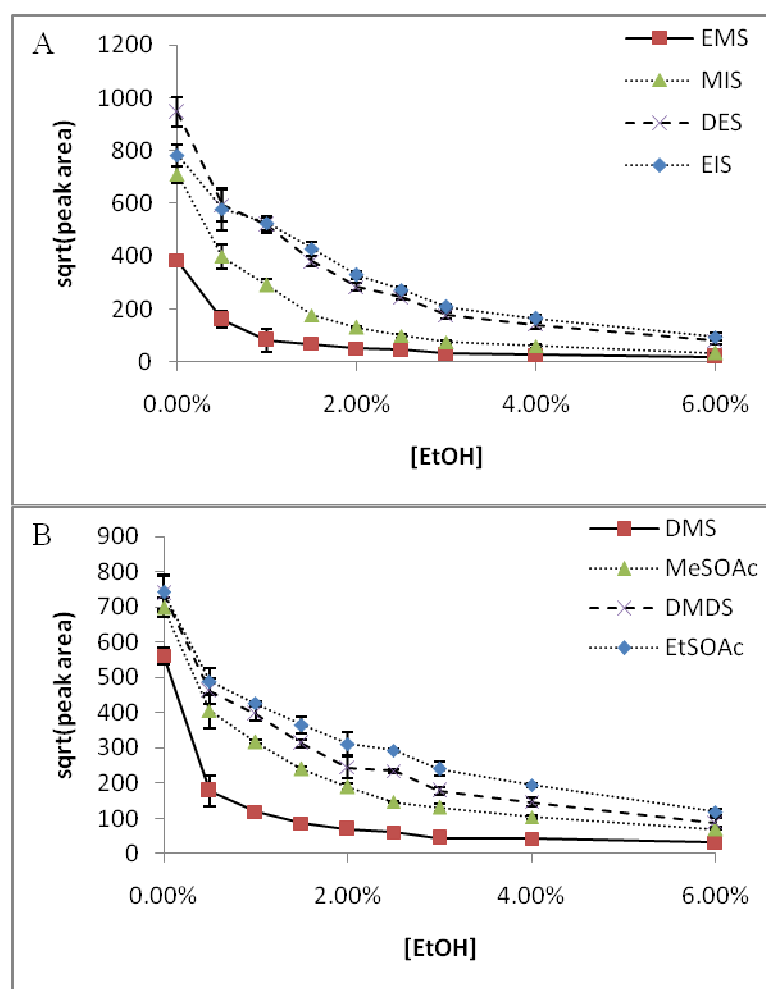 A
1200
1000
800
600
400
200
0
sqrt(peak area)
0.00%
2.00%
4.00%
6.00%
[EtOH]
EMS
MIS
DES
EIS
B
900
800
700
600
500
400
300
200
100
0
sqrt(peak area)
0.00%
2.00%
4.00%
6.00%
[EtOH]
DMS
MeSOAc
DMDS
EtSOAc